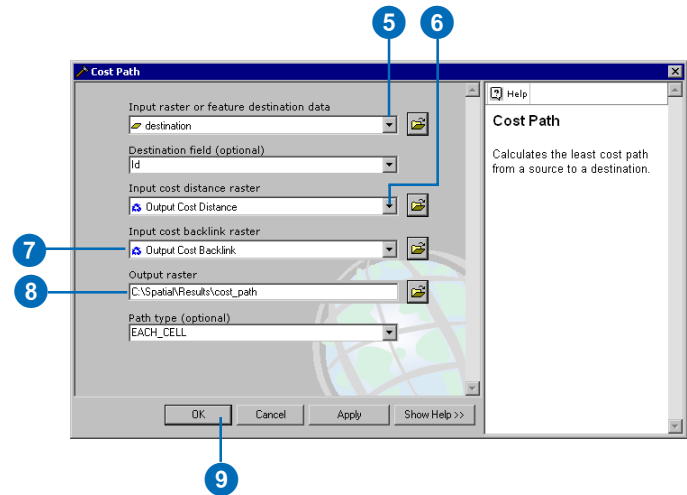 5
6
Cost Path
Input raster or feature destination data
destination
Destination field (optional)
Id
Input cost distance raster
Output Cost Distance
Input cost backlink raster
7
Output Cost Backlink
Output raster
8
C:\Spatial\Results\cost_path
Path type (optional)
EACH_CELL
OK
Cancel
Apply
Show Help >>
9
Help
Cost Path
Calculates the least cost path
from a source to a destination.